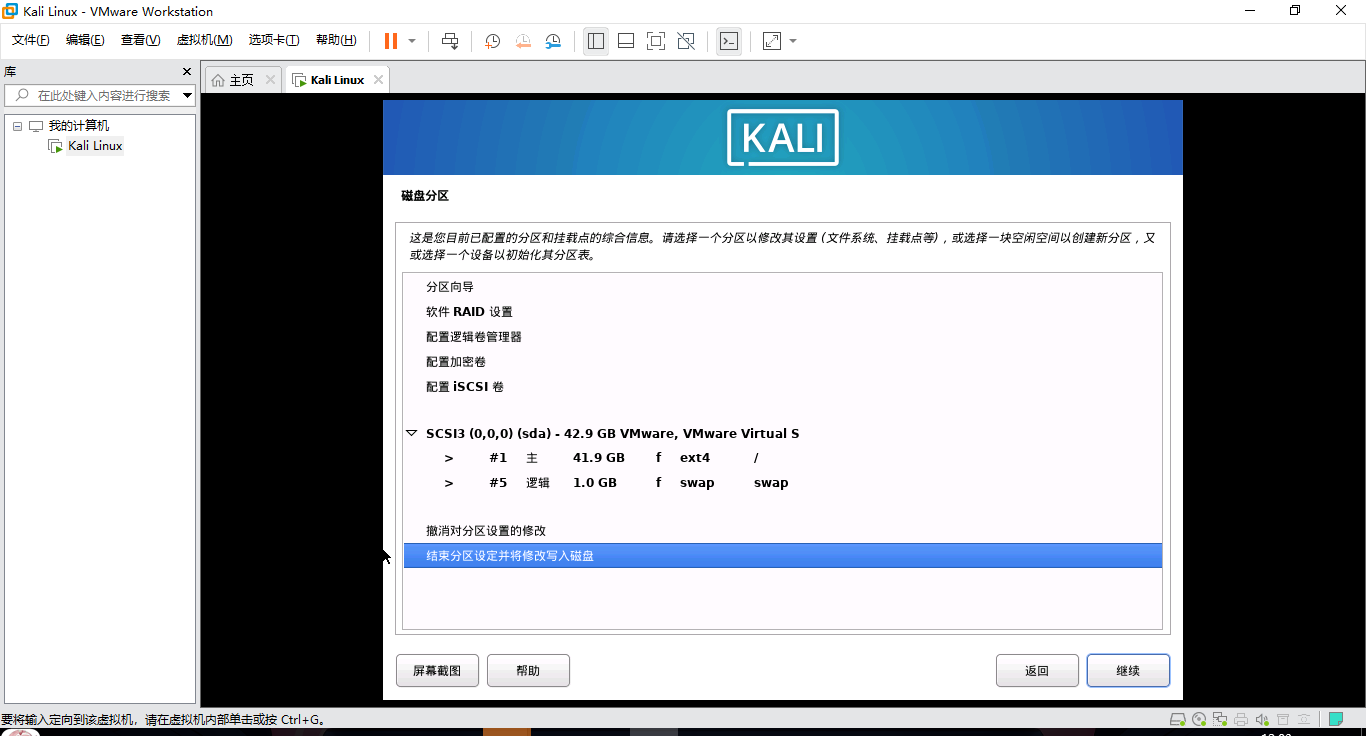 Kali Linux - VMware Workstation
文件(F) 编辑(E) 查看(V) 虚拟机(M) 选项卡(T) 帮助(H)
库
在此处键入内容进行搜索
我的计算机
Kali Linux
主页
Kali Linux
KALI
磁盘分区
这是您目前已配置的分区和挂载点的综合信息。请选择一个分区以修改其设置 (文件系统、挂载点等)，或选择一块空闲空间以创建新分区，又
或选择一个设备以初始化其分区表。
分区向导
软件 RAID 设置
配置逻辑卷管理器
配置加密卷
配置 iSCSI 卷
SCSI3 (0,0,0) (sda) - 42.9 GB VMware, VMware Virtual S
> #1 主 41.9 GB f ext4 /
> #5 逻辑 1.0 GB f swap swap
撤消对分区设置的修改
结束分区设定并将修改写入磁盘
屏幕截图 帮助 返回 继续
要将输入定向到该虚拟机，请在虚拟机内部单击或按 Ctrl+G。